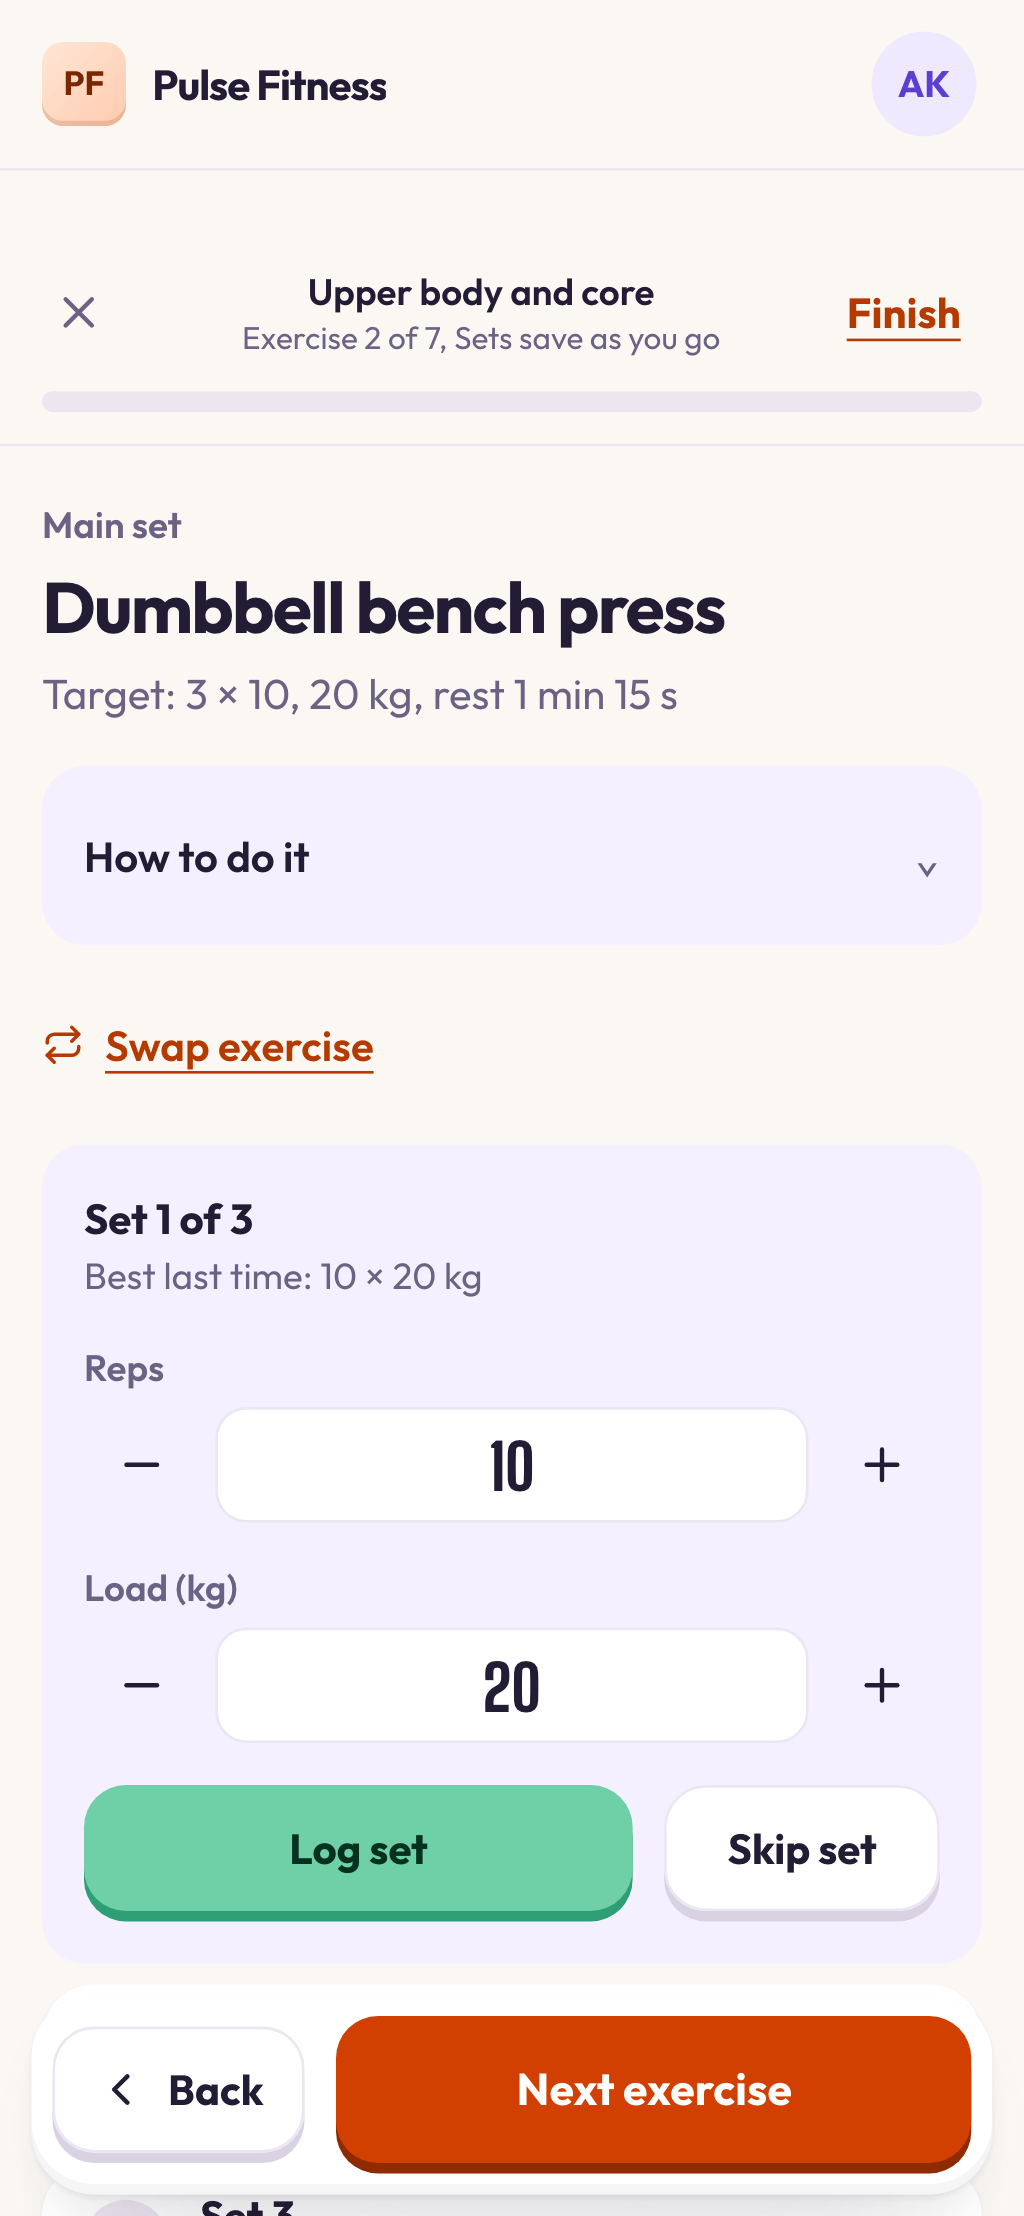 PF
Pulse Fitness
AK
Upper body and core
Exercise 2 of 7, Sets save as you go
Finish
Main set
Dumbbell bench press
Target: 3 × 10, 20 kg, rest 1 min 15 s
How to do it
Swap exercise
Set 1 of 3
Best last time: 10 × 20 kg
Reps
10
Load (kg)
20
Log set
Skip set
Back
Next exercise
Set 3